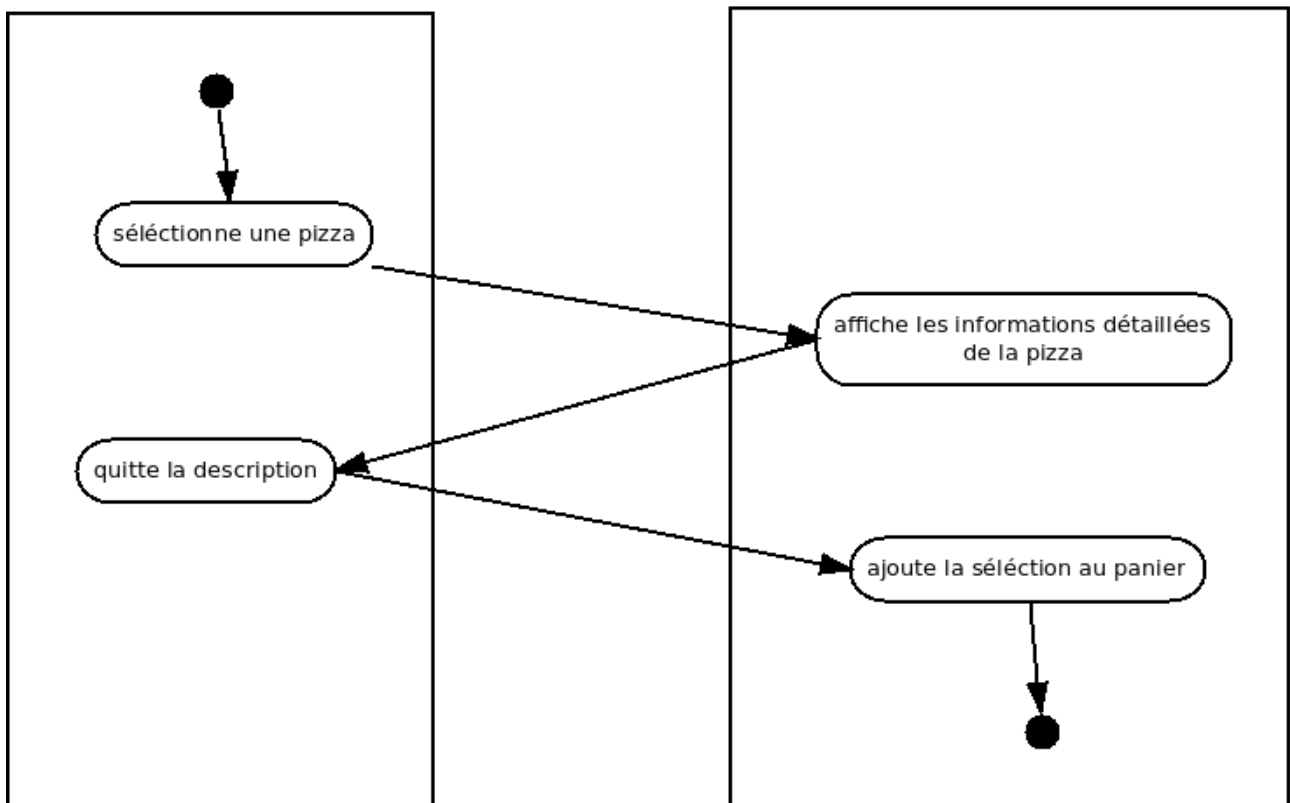 séléctionne une pizza
affiche les informations détaillées
de la pizza
quitte la description
ajoute la séléction au panier